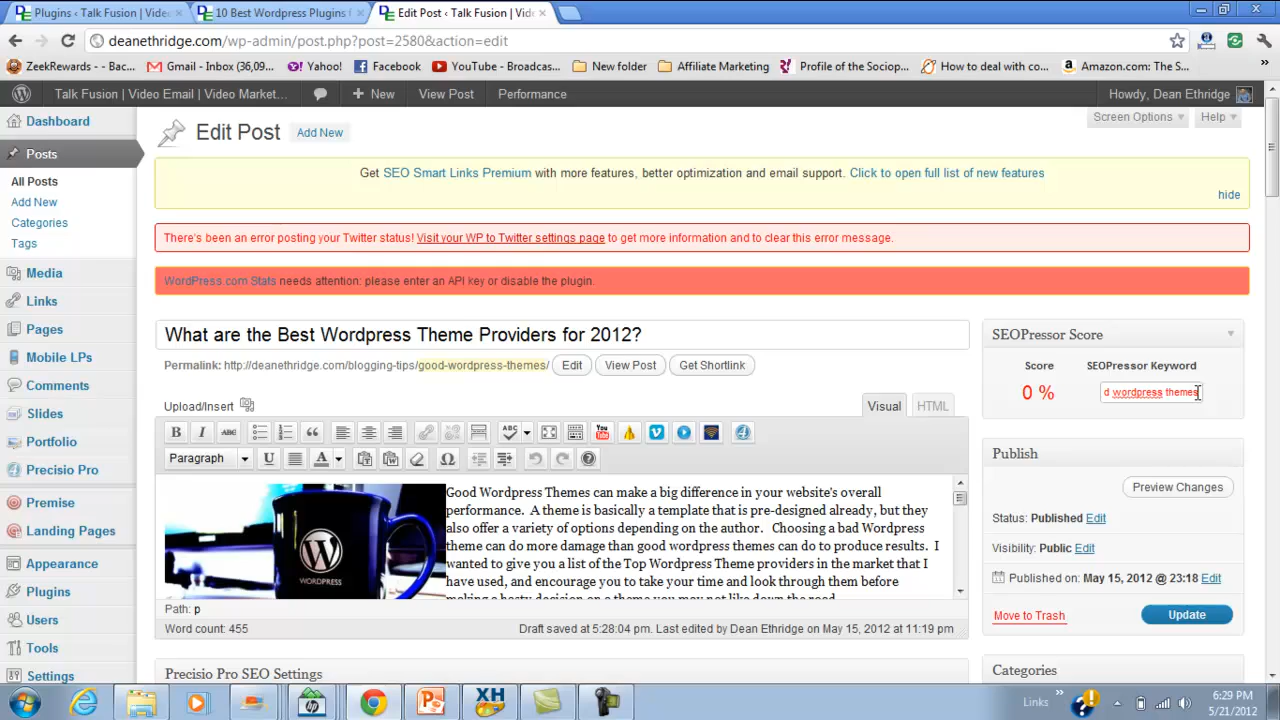 Plugins ‹ Talk Fusion | Vide
10 Best Wordpress Plugins f
Edit Post ‹ Talk Fusion | Vid
deanethridge.com/wp-admin/post.php?post=2580&action=edit
ZeekRewards - - Bac...
Gmail - Inbox (36,09...
Yahoo!
Facebook
YouTube - Broadcas...
New folder
Affiliate Marketing
Profile of the Sociop...
How to deal with co...
Amazon.com: The S...
Talk Fusion | Video Email | Video Market...
New
View Post
Performance
Howdy, Dean Ethridge
Dashboard
Posts
All Posts
Add New
Categories
Tags
Media
Links
Pages
Mobile LPs
Comments
Slides
Portfolio
Precisio Pro
Premise
Landing Pages
Appearance
Plugins
Users
Tools
Settings
Edit Post
Add New
Screen Options
Help
Get SEO Smart Links Premium with more features, better optimization and email support. Click to open full list of new features
hide
There's been an error posting your Twitter status! Visit your WP to Twitter settings page to get more information and to clear this error message.
WordPress.com Stats needs attention: please enter an API key or disable the plugin.
What are the Best Wordpress Theme Providers for 2012?
Permalink: http://deanethridge.com/blogging-tips/good-wordpress-themes/
Edit
View Post
Get Shortlink
Upload/Insert
Visual
HTML
B I ABC
ABC
You Tube
Paragraph
U
A
Ω
WORDPRESS
Good Wordpress Themes can make a big difference in your website's overall
performance. A theme is basically a template that is pre-designed already, but they
also offer a variety of options depending on the author. Choosing a bad Wordpress
theme can do more damage than good wordpress themes can do to produce results. I
wanted to give you a list of the Top Wordpress Theme providers in the market that I
have used, and encourage you to take your time and look through them before
making a hasty decision on a theme you may not like down the road.
Path: p
Word count: 455
Draft saved at 5:28:04 pm. Last edited by Dean Ethridge on May 15, 2012 at 11:19 pm
Precisio Pro SEO Settings
SEOPressor Score
Score
SEOPressor Keyword
0 %
d wordpress themes
Publish
Preview Changes
Status: Published Edit
Visibility: Public Edit
Published on: May 15, 2012 @ 23:18 Edit
Move to Trash
Update
Categories
Links
6:29 PM
5/21/2012